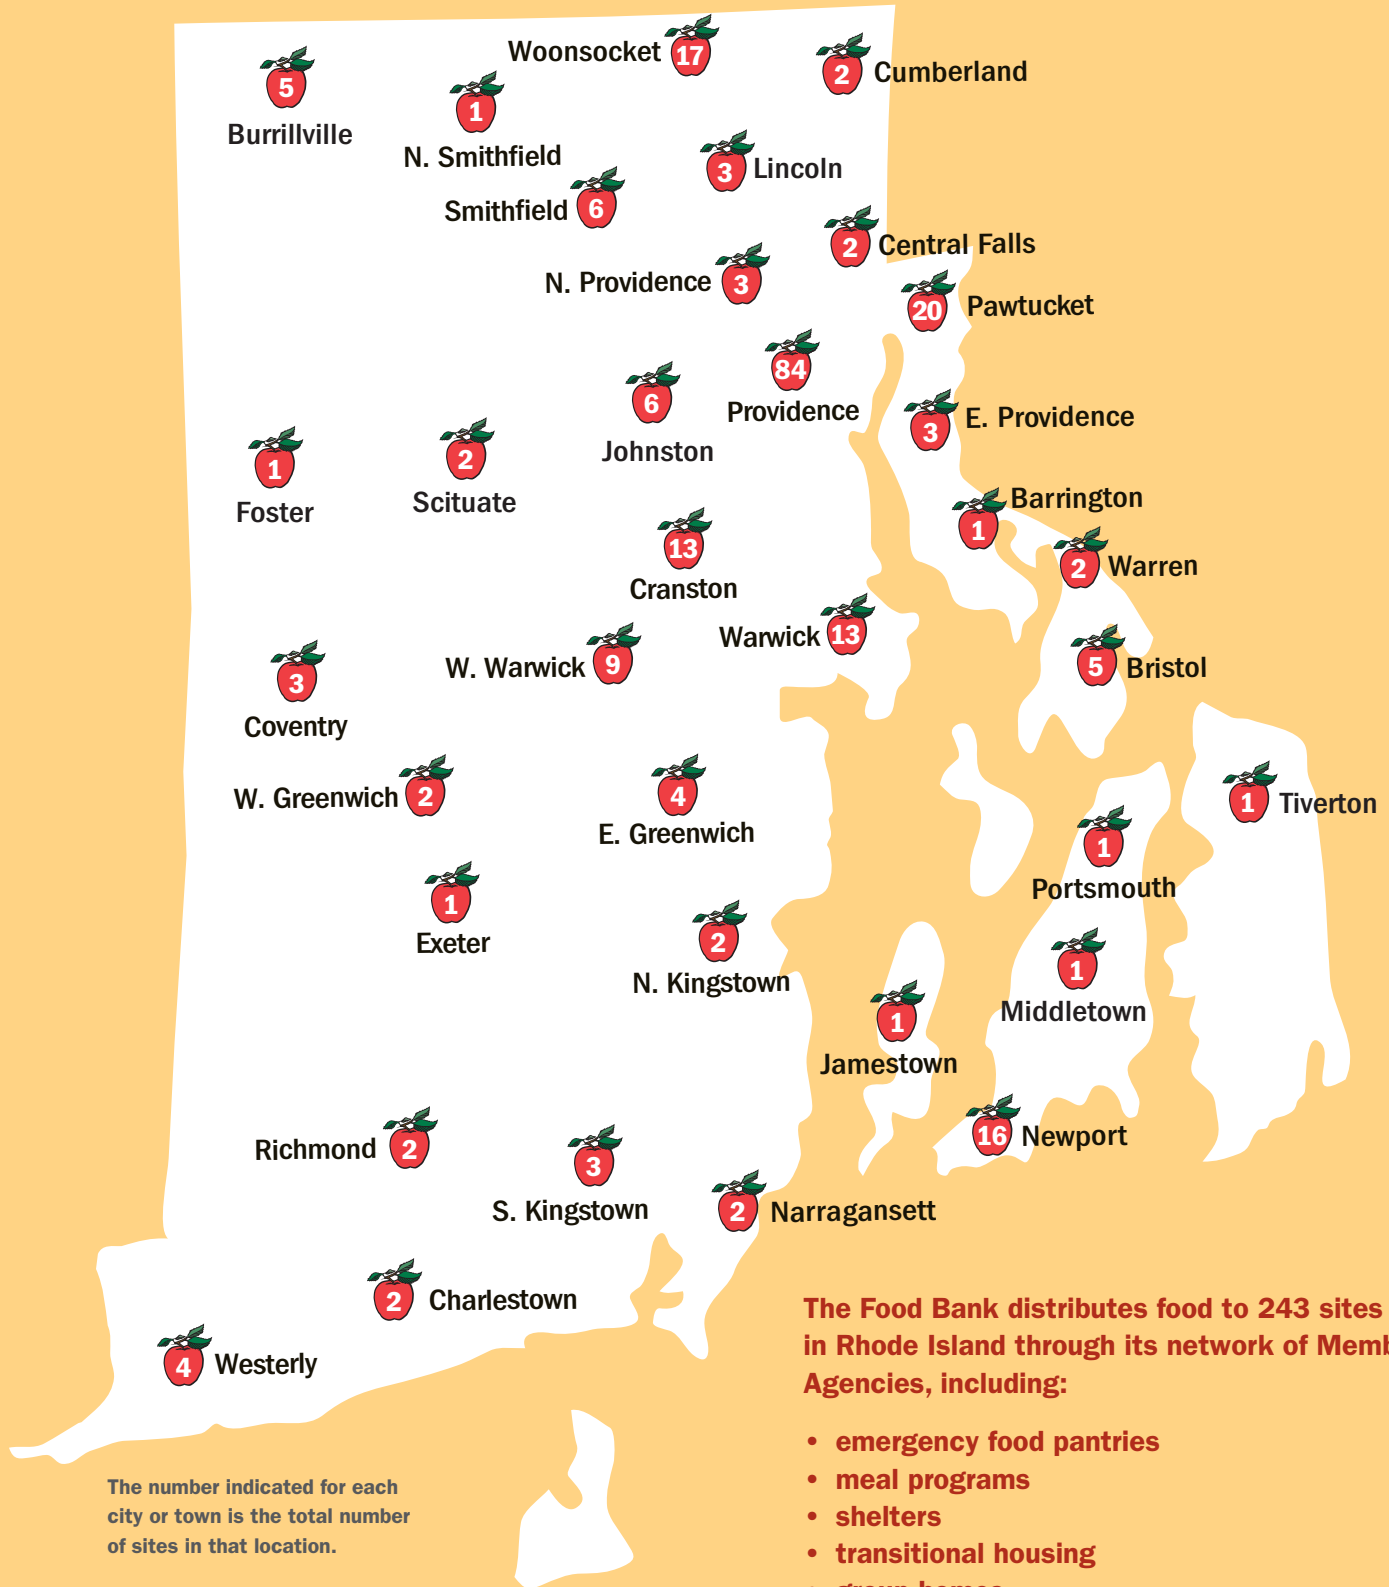 Woonsocket 17
2 Cumberland
5
Burrillville
1
N. Smithfield
3 Lincoln
Smithfield 6
2 Central Falls
N. Providence 3
20 Pawtucket
84
Providence
6
Johnston
3 E. Providence
1
Foster
2
Scituate
1 Barrington
13
Cranston
2 Warren
Warwick 13
W. Warwick 9
5 Bristol
3
Coventry
W. Greenwich 2
4
E. Greenwich
1 Tiverton
1
Portsmouth
1
Exeter
2
N. Kingstown
1
Middletown
1
Jamestown
16 Newport
Richmond 2
3
S. Kingstown
2 Narragansett
2 Charlestown
4 Westerly
The Food Bank distributes food to 243 sites
in Rhode Island through its network of Memb
Agencies, including:
• emergency food pantries
• meal programs
• shelters
• transitional housing
• group homes
The number indicated for each
city or town is the total number
of sites in that location.